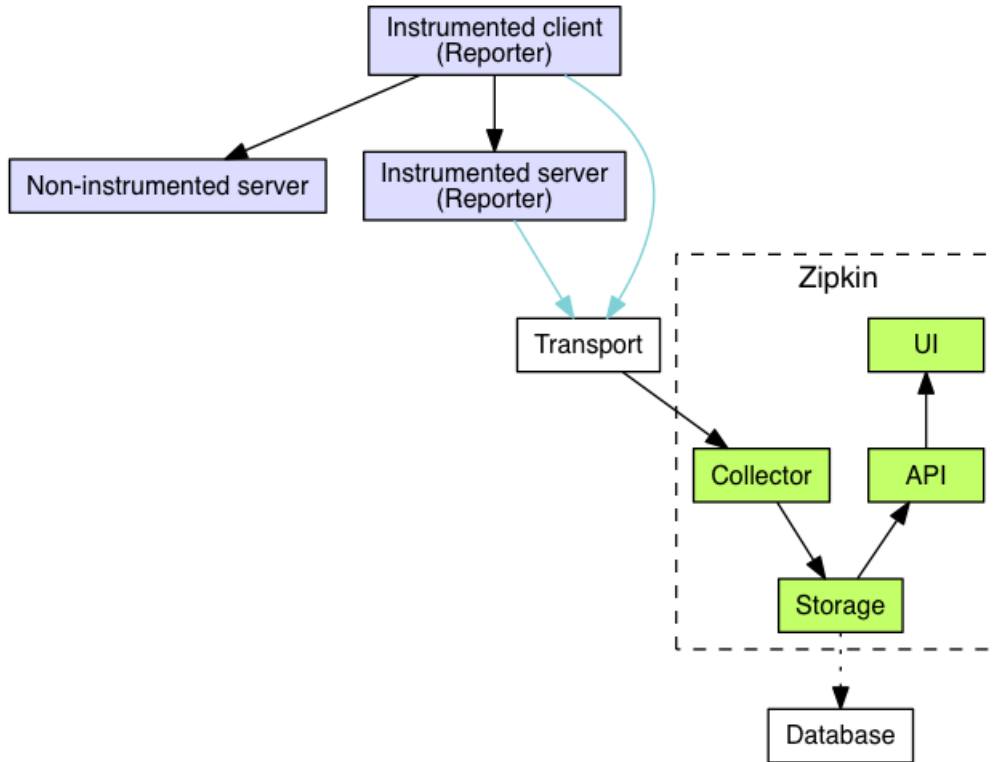 Instrumented client
(Reporter)
Non-instrumented server
Instrumented server
(Reporter)
Zipkin
Transport
UI
Collector
API
Storage
Database